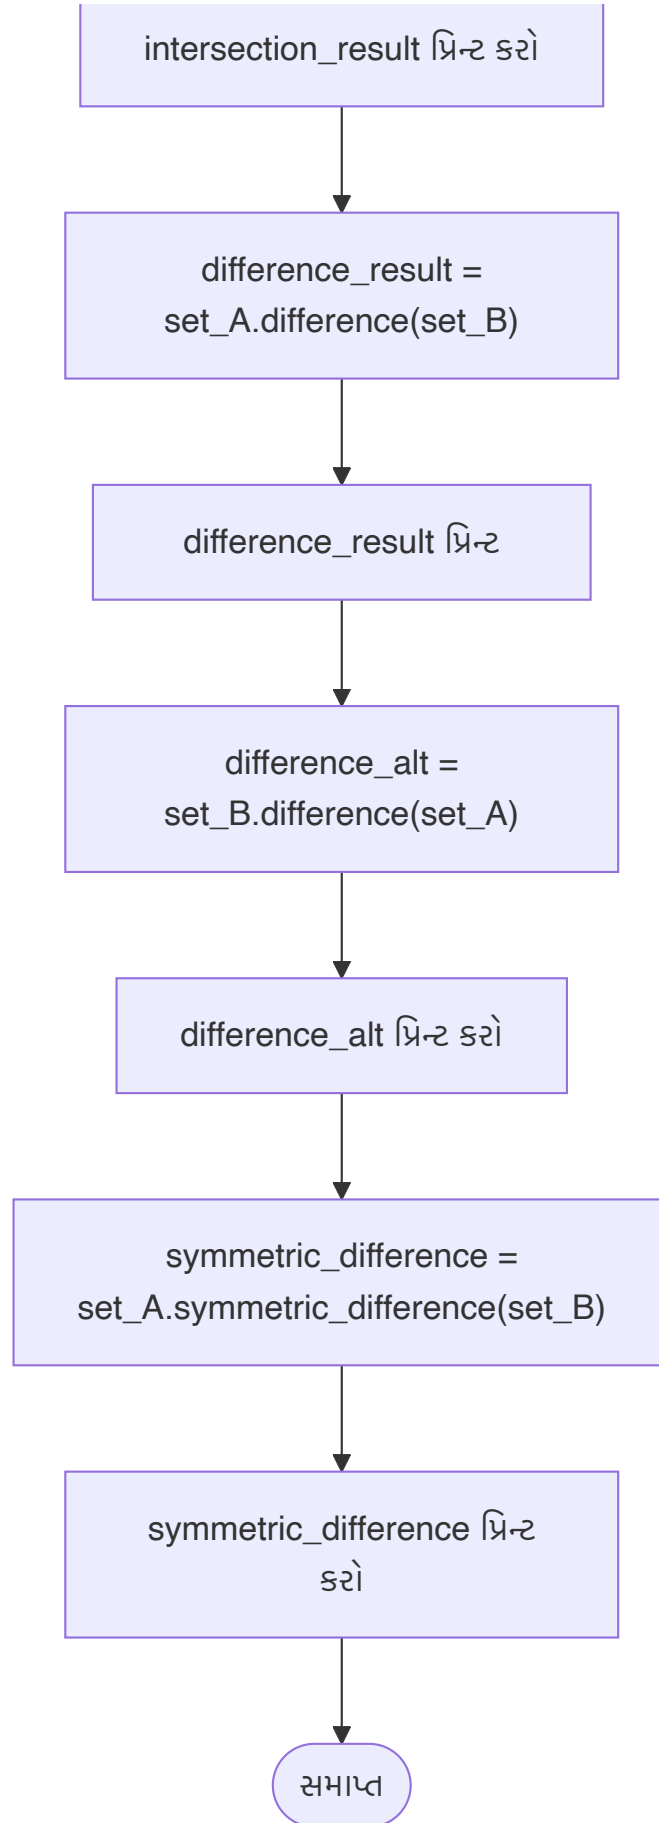 intersection_result પ્રિન્ટ કરો
difference_result =
set_A.difference(set_B)
difference_result પ્રિન્ટ
difference_alt =
set_B.difference(set_A)
difference_alt પ્રિન્ટ કરો
symmetric_difference =
set_A.symmetric_difference(set_B)
symmetric_difference પ્રિન્ટ
કરો
સમાપ્ત